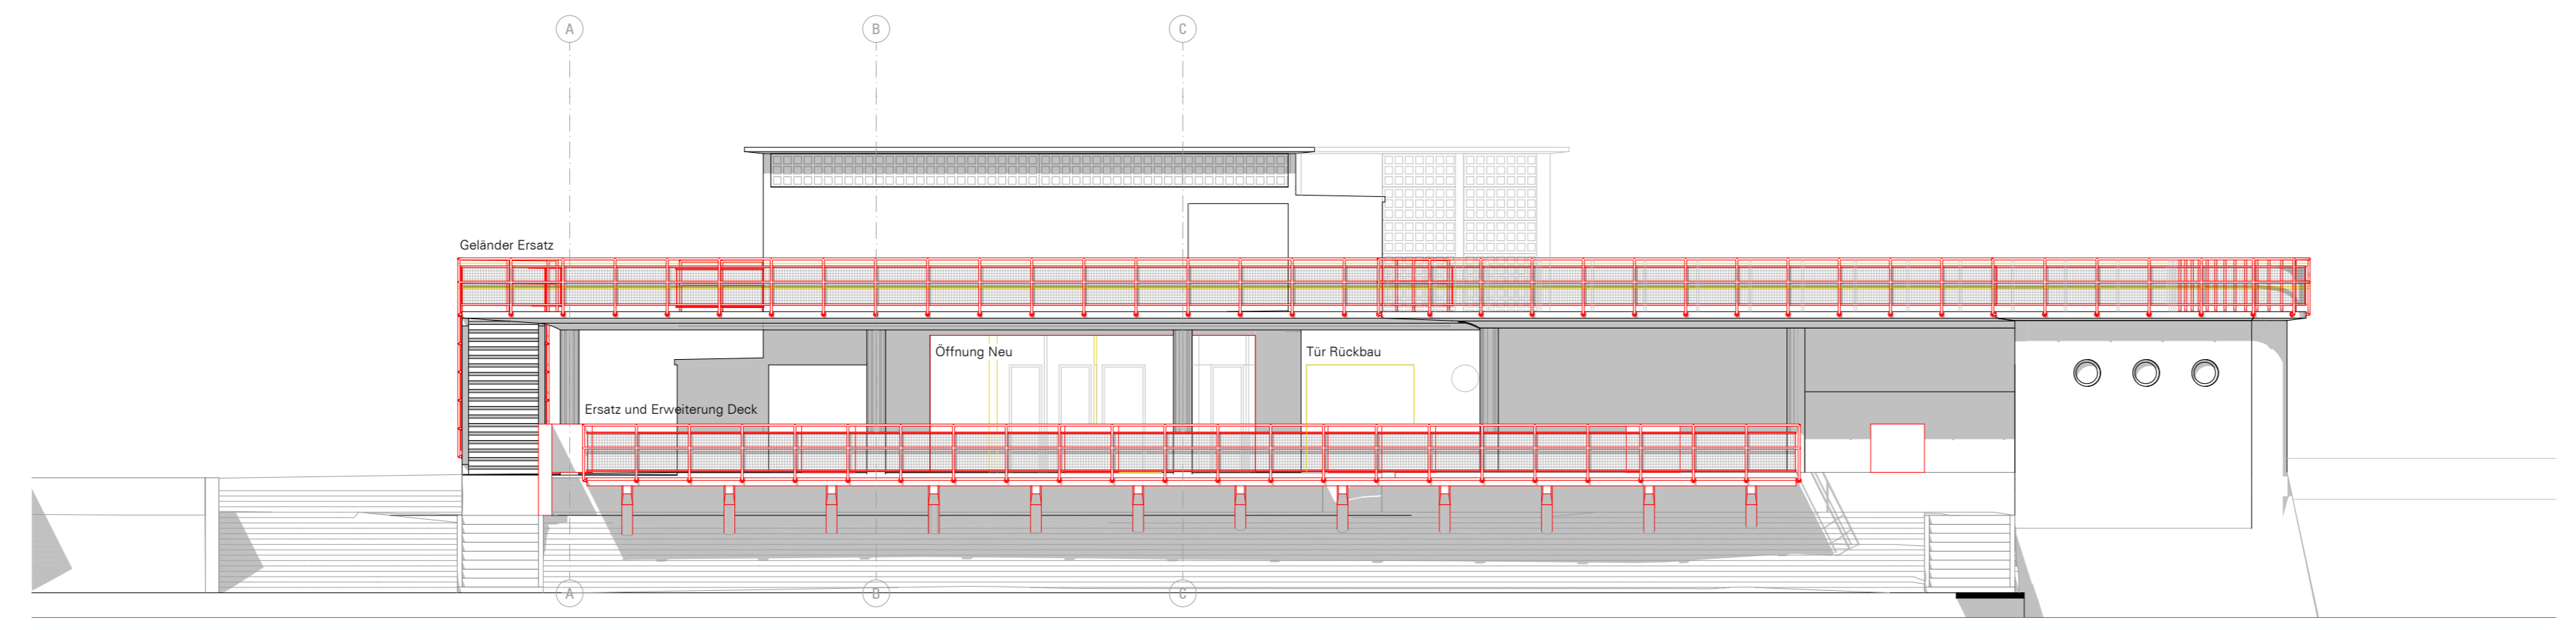 A B C
Geländer Ersatz
Öffnung Neu
Tür Rückbau
Ersatz und Erweiterung Deck
A B C